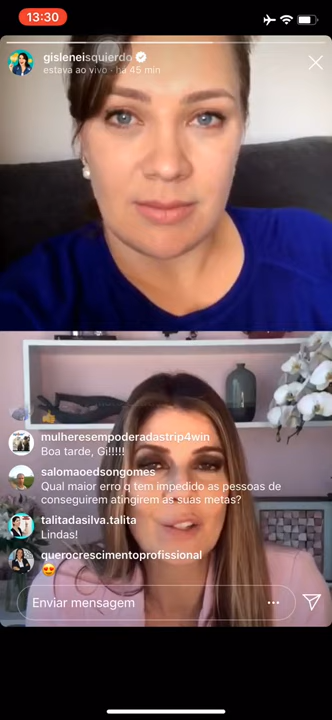 13:30
gisleneisquierdo
estava ao vivo • há 45 min
mulheresempoderadastrip4win
Boa tarde, Gi!!!!!
salomaoedsongomes
Qual maior erro q tem impedido as pessoas de
conseguirem atingirem as suas metas?
talitadasilva.talita
Lindas!
querocrescimentoprofissional
😍
Enviar mensagem